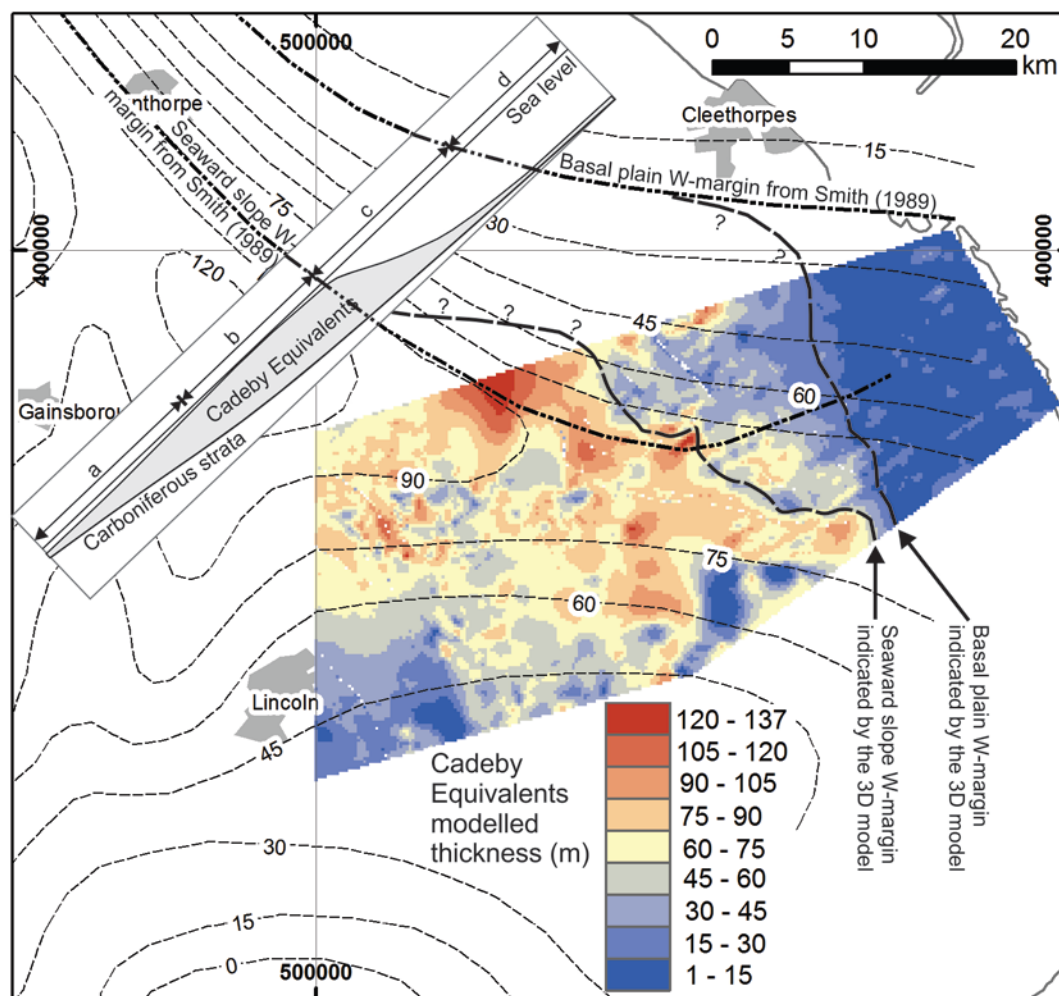 500000
0
5
10
20
km
nthorpe
Cleethorpes
Seaward slope W-
margin from Smith (1989)
Basal plain W-margin from Smith (1989)
d
Sea level
c
b
a
Cadeby Equivalents
Carboniferous strata
15
75
30
400000
400000
120
?
?
?
?
?
?
45
60
Gainsborou
90
75
60
Lincoln
45
30
15
0
500000
Seaward slope W-margin
indicated by the 3D model
Basal plain W-margin
indicated by the 3D model
Cadeby
Equivalents
modelled
thickness (m)
120 - 137
105 - 120
90 - 105
75 - 90
60 - 75
45 - 60
30 - 45
15 - 30
1 - 15